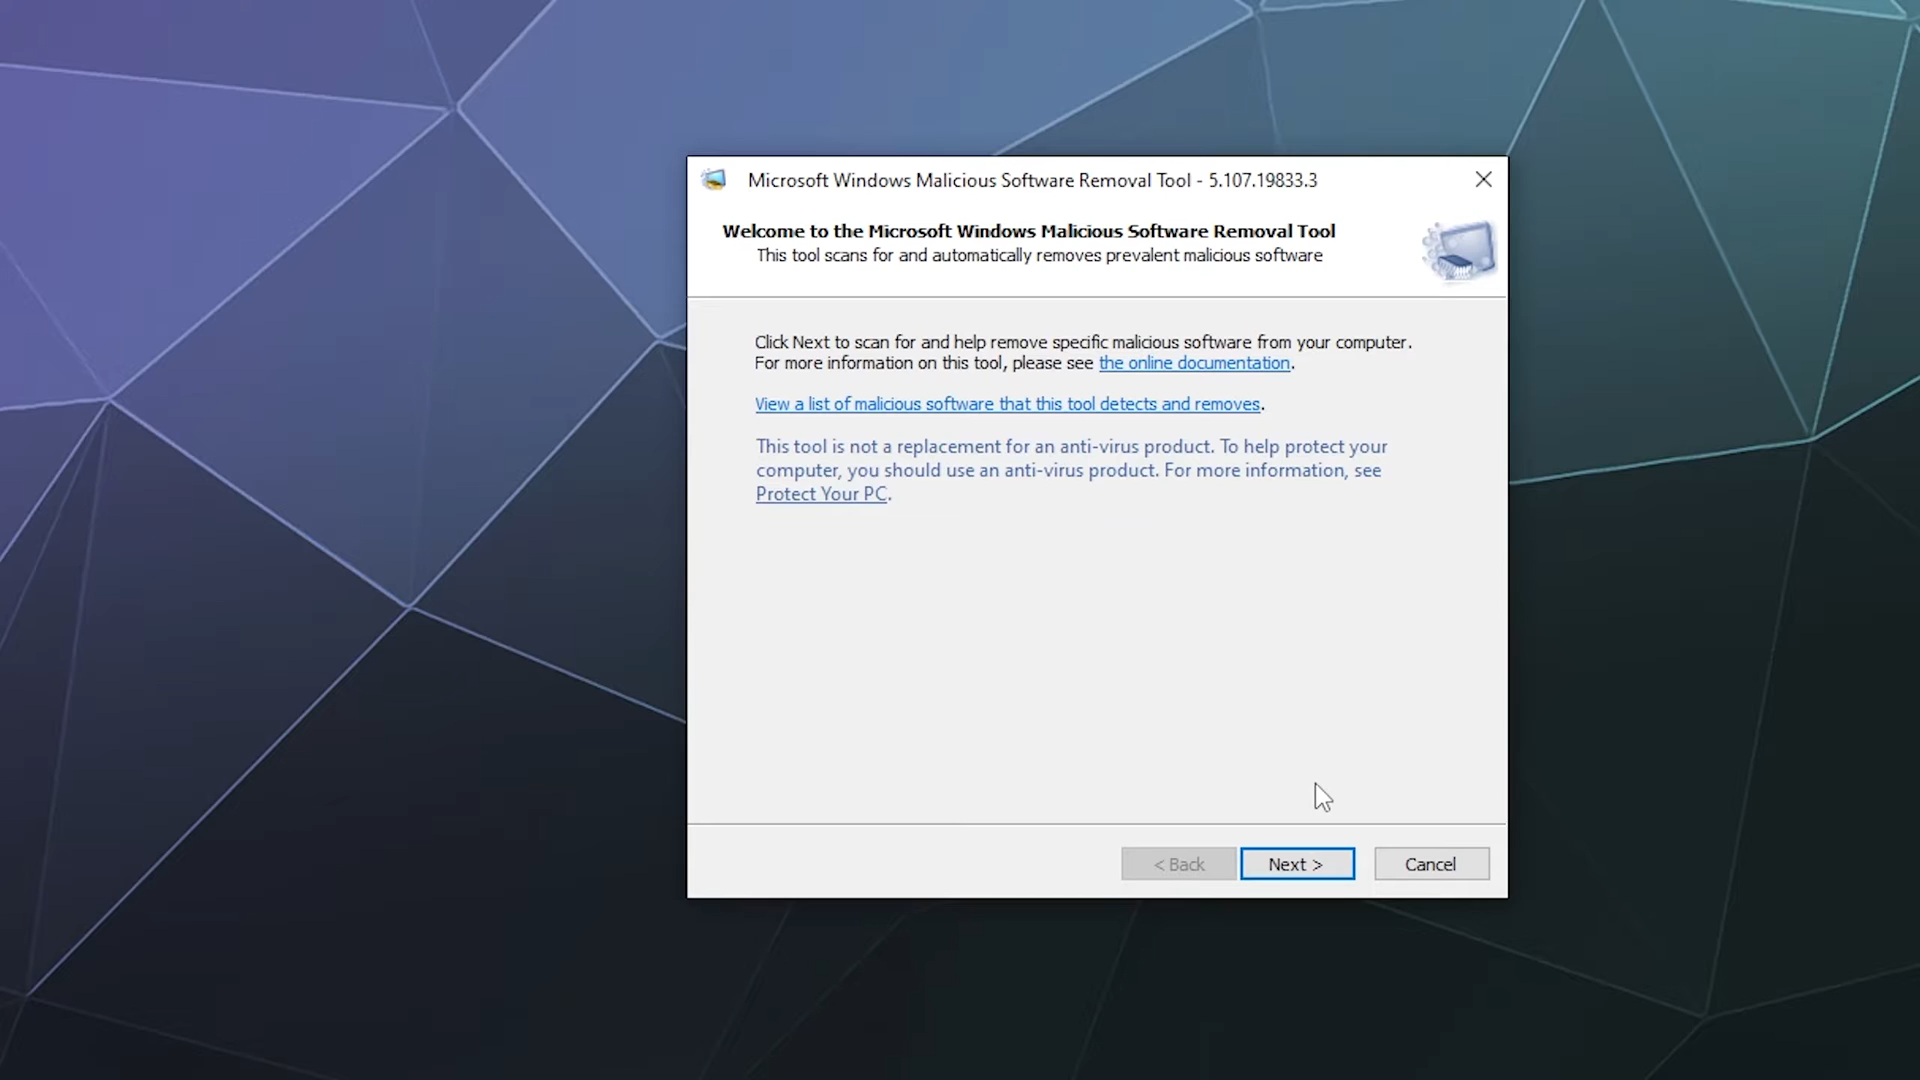 Microsoft Windows Malicious Software Removal Tool - 5.107.19833.3
Welcome to the Microsoft Windows Malicious Software Removal Tool
This tool scans for and automatically removes prevalent malicious software
Click Next to scan for and help remove specific malicious software from your computer.
For more information on this tool, please see the online documentation.
View a list of malicious software that this tool detects and removes.
This tool is not a replacement for an anti-virus product. To help protect your
computer, you should use an anti-virus product. For more information, see
Protect Your PC.
< Back Next > Cancel